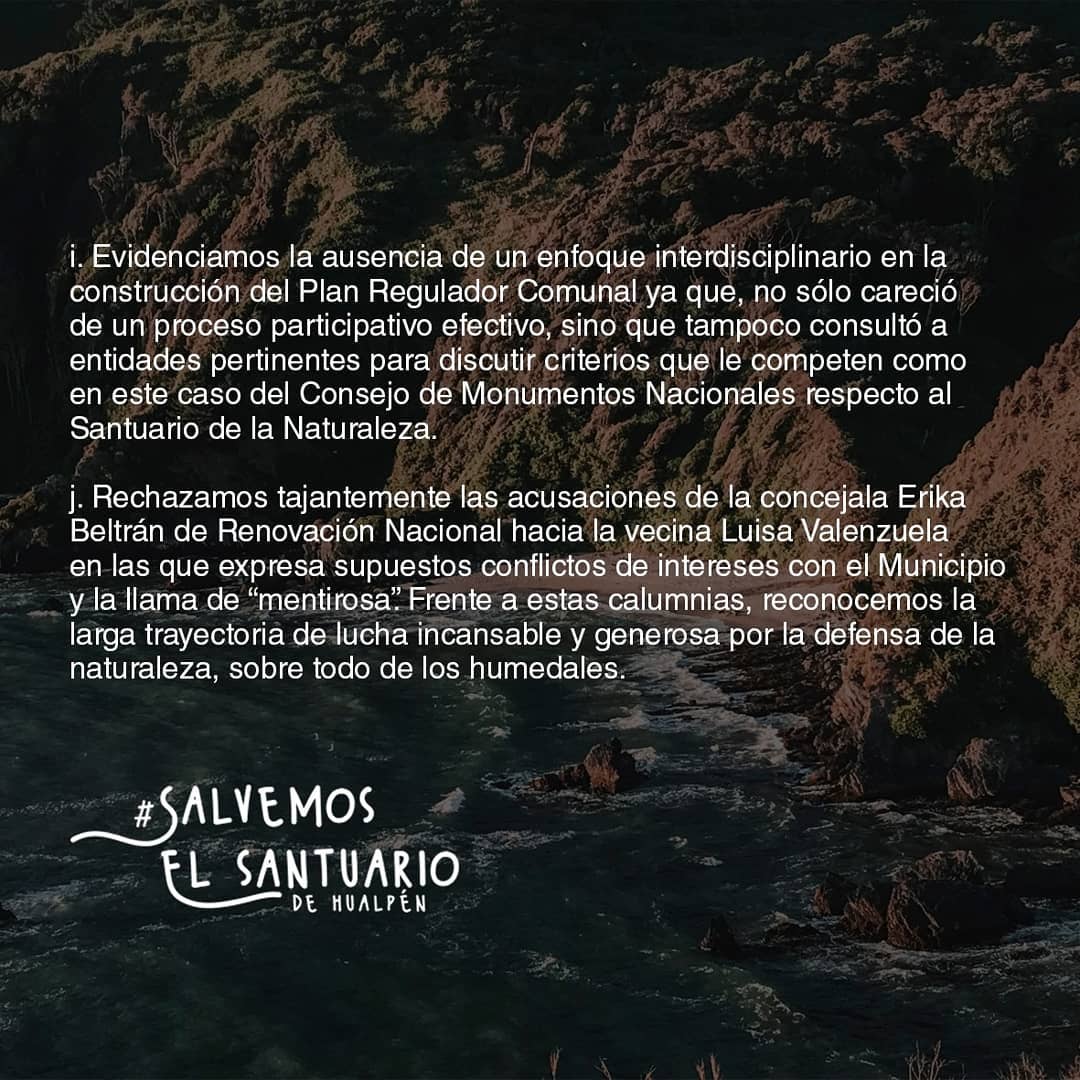 i. Evidenciamos la ausencia de un enfoque interdisciplinario en la
construcción del Plan Regulador Comunal ya que, no sólo careció
de un proceso participativo efectivo, sino que tampoco consultó a
entidades pertinentes para discutir criterios que le competen como
en este caso del Consejo de Monumentos Nacionales respecto al
Santuario de la Naturaleza.
j. Rechazamos tajantemente las acusaciones de la concejala Erika
Beltrán de Renovación Nacional hacia la vecina Luisa Valenzuela
en las que expresa supuestos conflictos de intereses con el Municipio
y la llama de “mentirosa”. Frente a estas calumnias, reconocemos la
larga trayectoria de lucha incansable y generosa por la defensa de la
naturaleza, sobre todo de los humedales.
#SALVEMOS
EL SANTUARIO
DE HUALPÉN